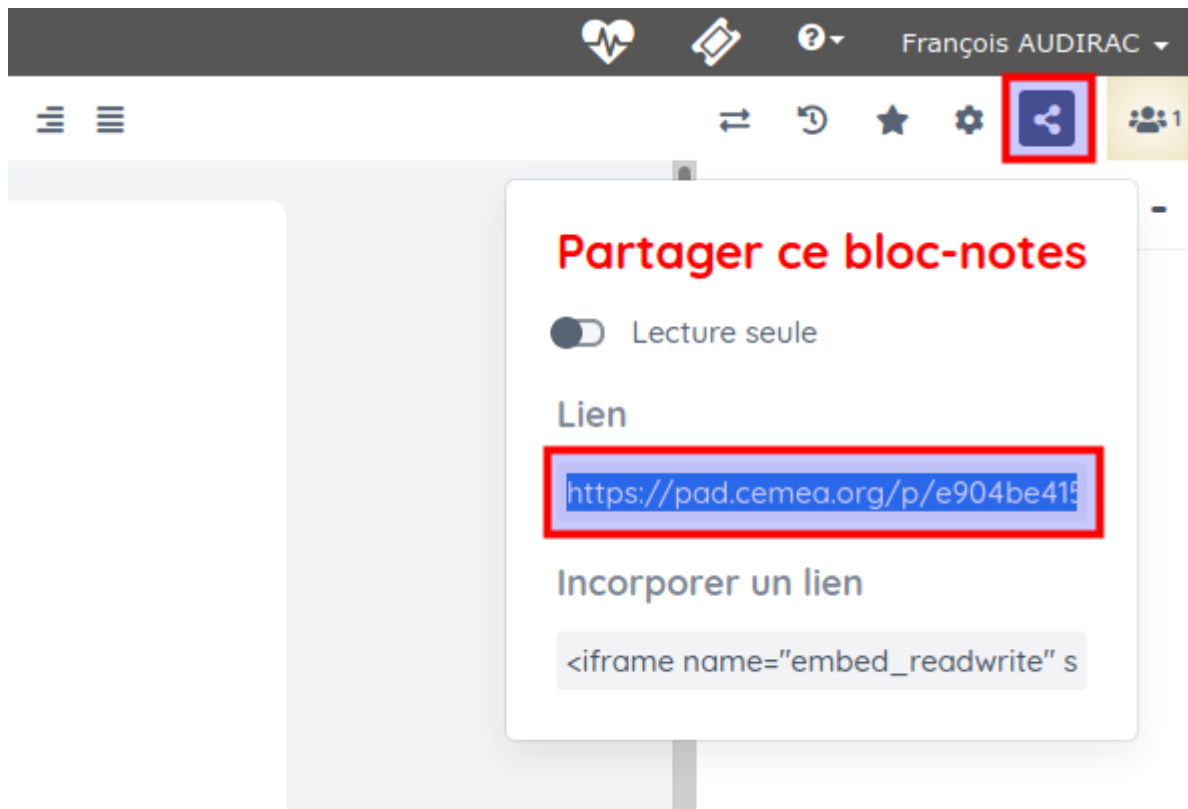 François AUDIRAC
1
Partager ce bloc-notes
Lecture seule
Lien
https://pad.cemea.org/p/e904be415
Incorporer un lien
<iframe name="embed_readwrite" s